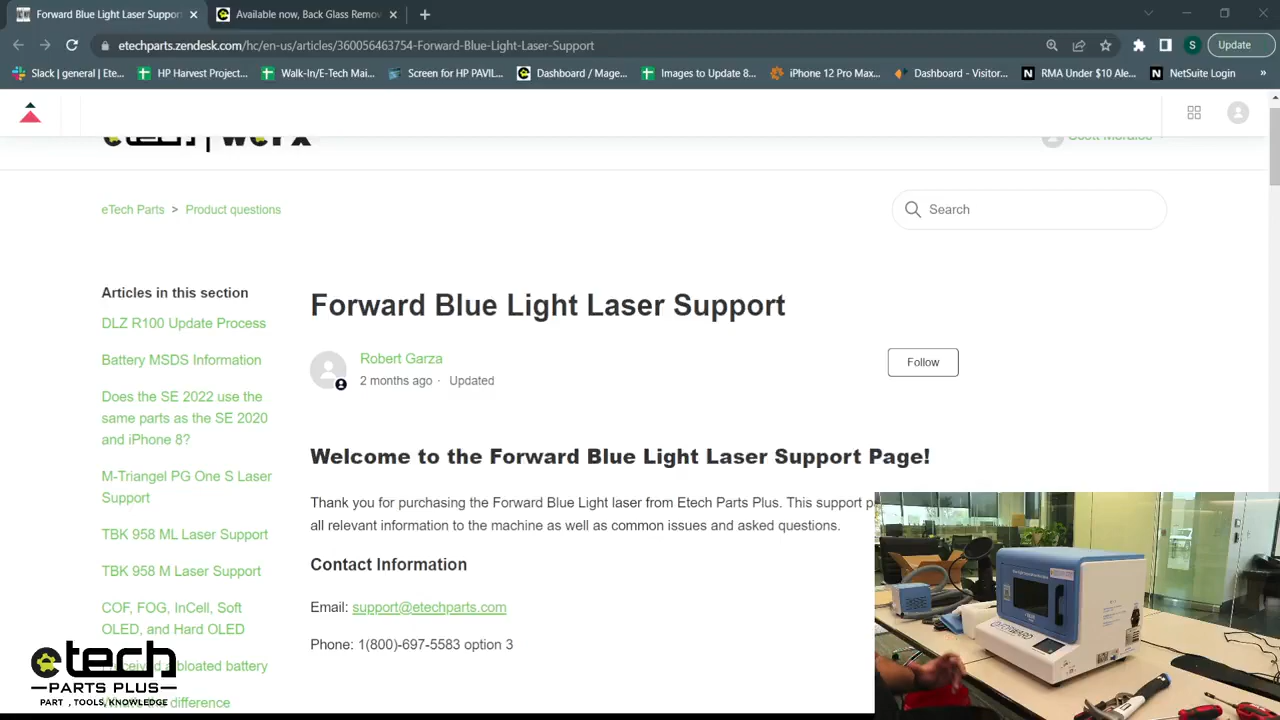 Forward Blue Light Laser Support
Available now, Back Glass Remov
etechparts.zendesk.com/hc/en-us/articles/360056463754-Forward-Blue-Light-Laser-Support
S
Update
Slack | general | Ete...
HP Harvest Project...
Walk-In/E-Tech Mai...
Screen for HP PAVIL...
Dashboard / Mage...
Images to Update 8...
iPhone 12 Pro Max...
Dashboard - Visitor...
RMA Under $10 Ale...
NetSuite Login
etech | werx
Scott Morales
eTech Parts > Product questions
Search
Articles in this section
DLZ R100 Update Process
Battery MSDS Information
Does the SE 2022 use the
same parts as the SE 2020
and iPhone 8?
M-Triangel PG One S Laser
Support
TBK 958 ML Laser Support
TBK 958 M Laser Support
COF, FOG, InCell, Soft
OLED, and Hard OLED
a bloated battery
difference
Forward Blue Light Laser Support
Robert Garza
2 months ago · Updated
Follow
Welcome to the Forward Blue Light Laser Support Page!
Thank you for purchasing the Forward Blue Light laser from Etech Parts Plus. This support p
all relevant information to the machine as well as common issues and asked questions.
Contact Information
Email: support@etechparts.com
Phone: 1(800)-697-5583 option 3
etech
PARTS PLUS
PART , TOOLS, KNOWLEDGE